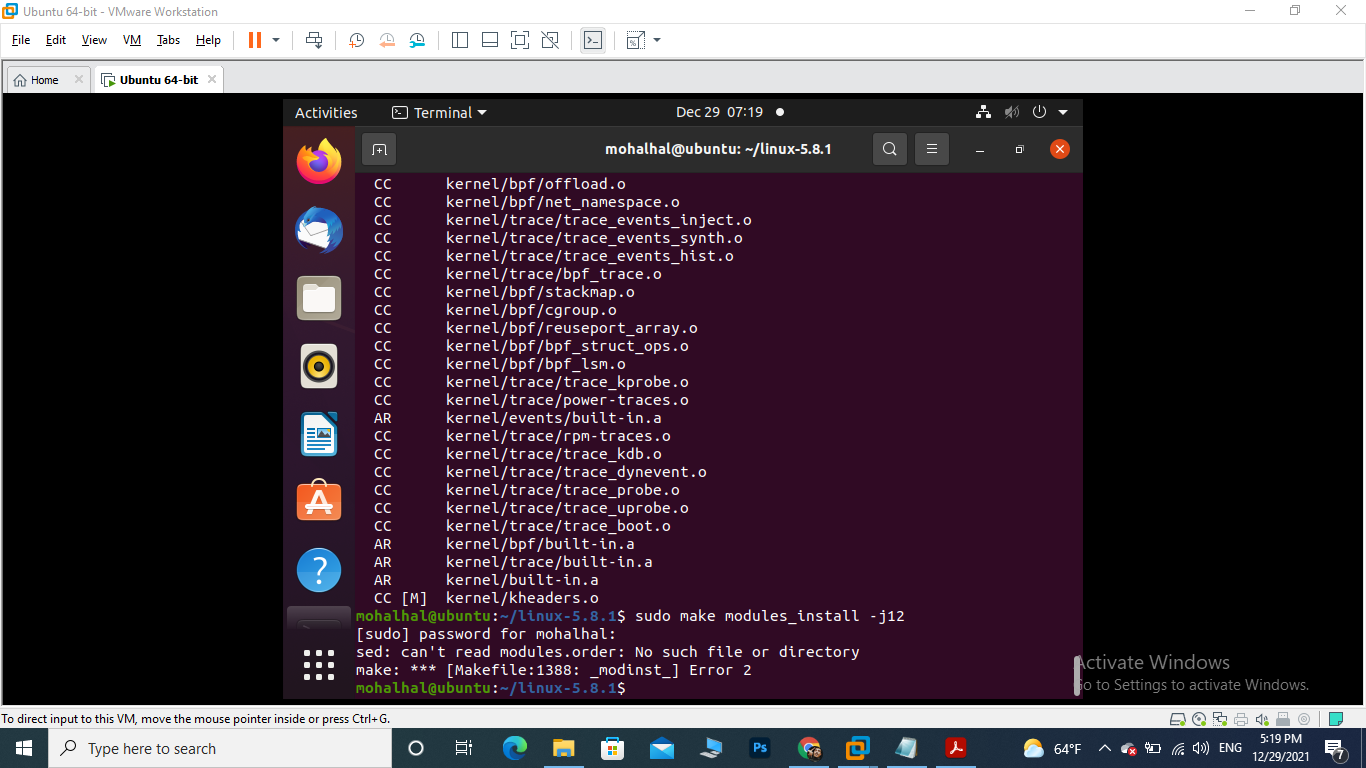 Ubuntu 64-bit - VMware Workstation
File Edit View VM Tabs Help
Home
Ubuntu 64-bit
Activities Terminal Dec 29 07:19
mohalhal@ubuntu: ~/linux-5.8.1
CC kernel/bpf/offload.o
CC kernel/bpf/net_namespace.o
CC kernel/trace/trace_events_inject.o
CC kernel/trace/trace_events_synth.o
CC kernel/trace/trace_events_hist.o
CC kernel/trace/bpf_trace.o
CC kernel/bpf/stackmap.o
CC kernel/bpf/cgroup.o
CC kernel/bpf/reuseport_array.o
CC kernel/bpf/bpf_struct_ops.o
CC kernel/bpf/bpf_lsm.o
CC kernel/trace/trace_kprobe.o
CC kernel/trace/power-traces.o
AR kernel/events/built-in.a
CC kernel/trace/rpm-traces.o
CC kernel/trace/trace_kdb.o
CC kernel/trace/trace_dynevent.o
CC kernel/trace/trace_probe.o
CC kernel/trace/trace_uprobe.o
CC kernel/trace/trace_boot.o
AR kernel/bpf/built-in.a
AR kernel/trace/built-in.a
AR kernel/built-in.a
CC [M] kernel/kheaders.o
mohalhal@ubuntu:~/linux-5.8.1$ sudo make modules_install -j12
[sudo] password for mohalhal:
sed: can't read modules.order: No such file or directory
make: *** [Makefile:1388: _modinst_] Error 2
mohalhal@ubuntu:~/linux-5.8.1$
Activate Windows
Go to Settings to activate Windows.
To direct input to this VM, move the mouse pointer inside or press Ctrl+G.
Type here to search
Ps
64°F
ENG
5:19 PM
12/29/2021
7